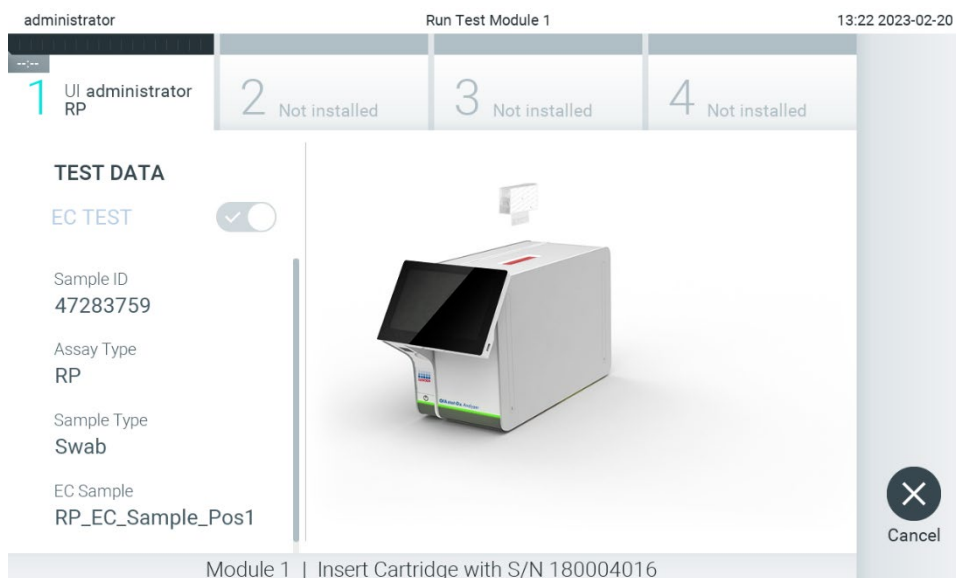 administrator
Run Test Module 1
13:22 2023-02-20
--:--
1 UI administrator
RP
2 Not installed
3 Not installed
4 Not installed
TEST DATA
EC TEST
Sample ID
47283759
Assay Type
RP
Sample Type
Swab
EC Sample
RP_EC_Sample_Pos1
Cancel
Module 1 | Insert Cartridge with S/N 180004016